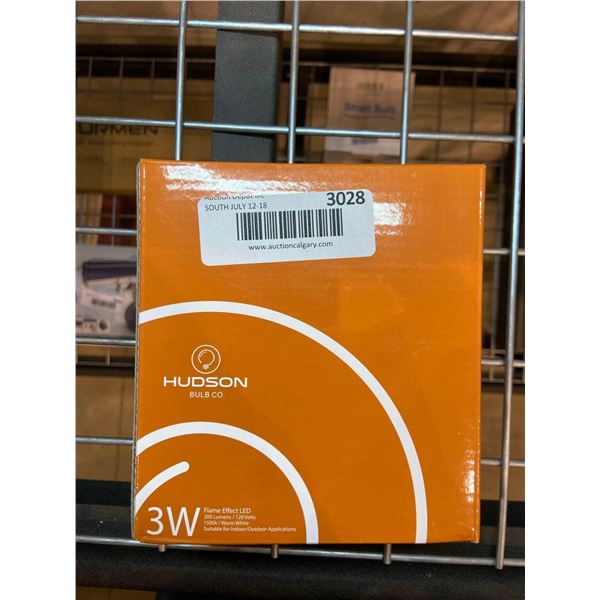 URMEN
Smart Bulb
Auction Depot Inc
SOUTH JULY 12-18
3028
www.auctioncalgary.com
HUDSON
BULB CO.
3W
Flame Effect LED
200 Lumens / 120 Volts
1500k / Warm White
Suitable for Indoor/Outdoor Applications